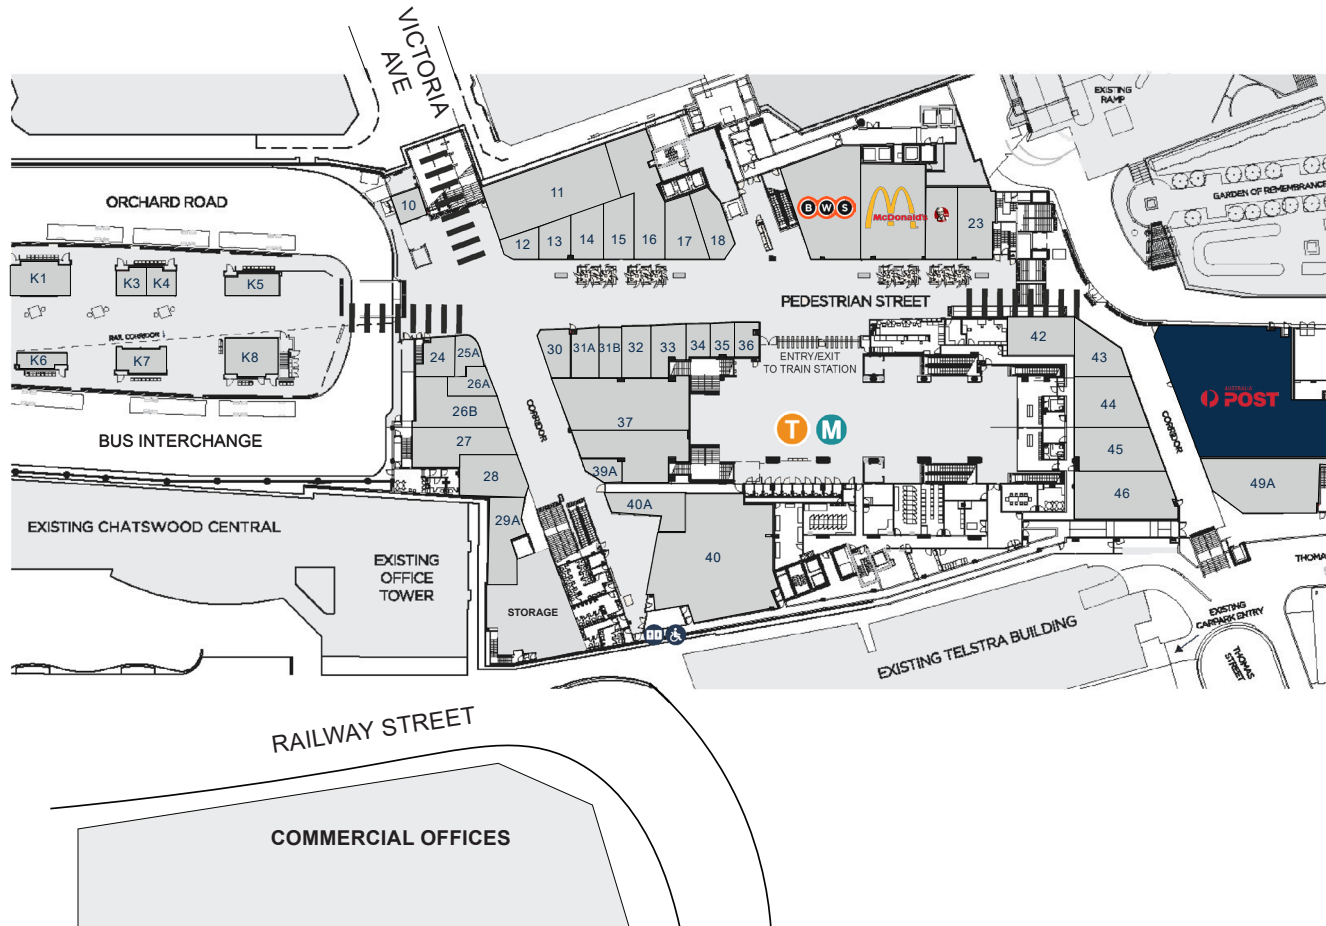 VICTORIA
AVE
EXISTING
RAMP
GARDEN OF REMEMBRANCE
ORCHARD ROAD
10
11
12
13
14
15
16
17
18
BWS
McDonald's
23
K1
K3
K4
K5
RAIL CORRIDOR
K6
K7
K8
BUS INTERCHANGE
PEDESTRIAN STREET
24
25A
26A
26B
27
28
29A
CORRIDOR
30
31A
31B
32
33
34
35
36
ENTRY/EXIT
TO TRAIN STATION
37
T
M
39A
40A
40
42
43
44
45
46
CORRIDOR
AUSTRALIA
POST
49A
EXISTING CHATSWOOD CENTRAL
EXISTING
OFFICE
TOWER
STORAGE
EXISTING TELSTRA BUILDING
EXISTING
CARPARK ENTRY
THOMAS
STREET
THOMA
RAILWAY STREET
COMMERCIAL OFFICES